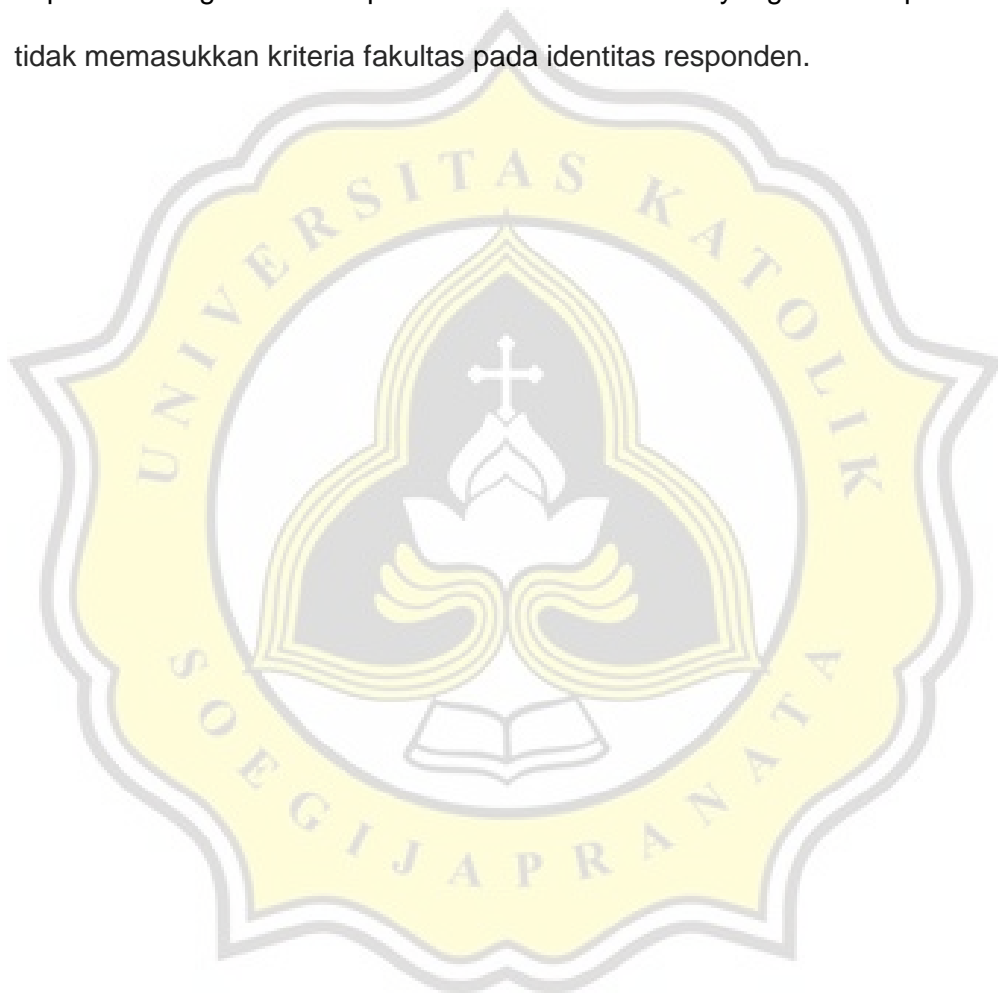 tidak memasukkan kriteria fakultas pada identitas responden.
UNIVERSITAS KATOLIK
SOEGIJAPRANATA